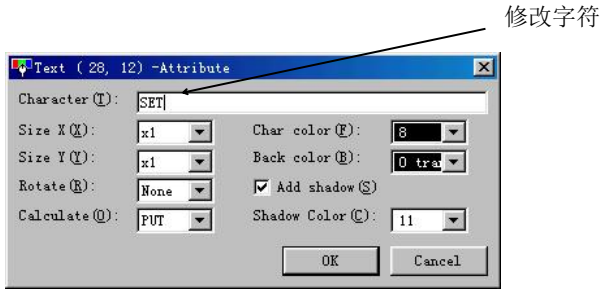 修改字符
Text ( 28, 12) -Attribute
Character(T): SET
Size X(X): x1 Char color(F): 8
Size Y(Y): x1 Back color(B): 0 tra
Rotate(R): None Add shadow(S)
Calculate(O): PUT Shadow Color(C): 11
OK Cancel